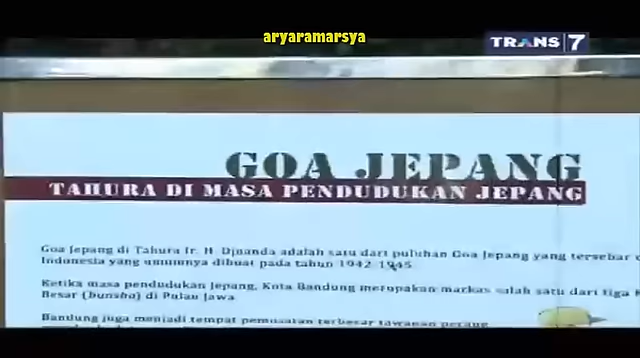 aryaramarsya
TRANS 7
GOA JEPANG
TAHURA DI MASA PENDUDUKAN JEPANG
Goa Jepang di Tahura Ir. H. Djuanda adalah satu dari puluhan Goa Jepang yang tersebar
Indonesia yang umumnya dibuat pada tahun 1942-1945.
Ketika masa pendudukan Jepang, Kota Bandung merupakan markas salah satu dari tiga
Besar (bunsho) di Pulau Jawa
Bandung juga menjadi tempat pemusatan terbesar tawanan perang